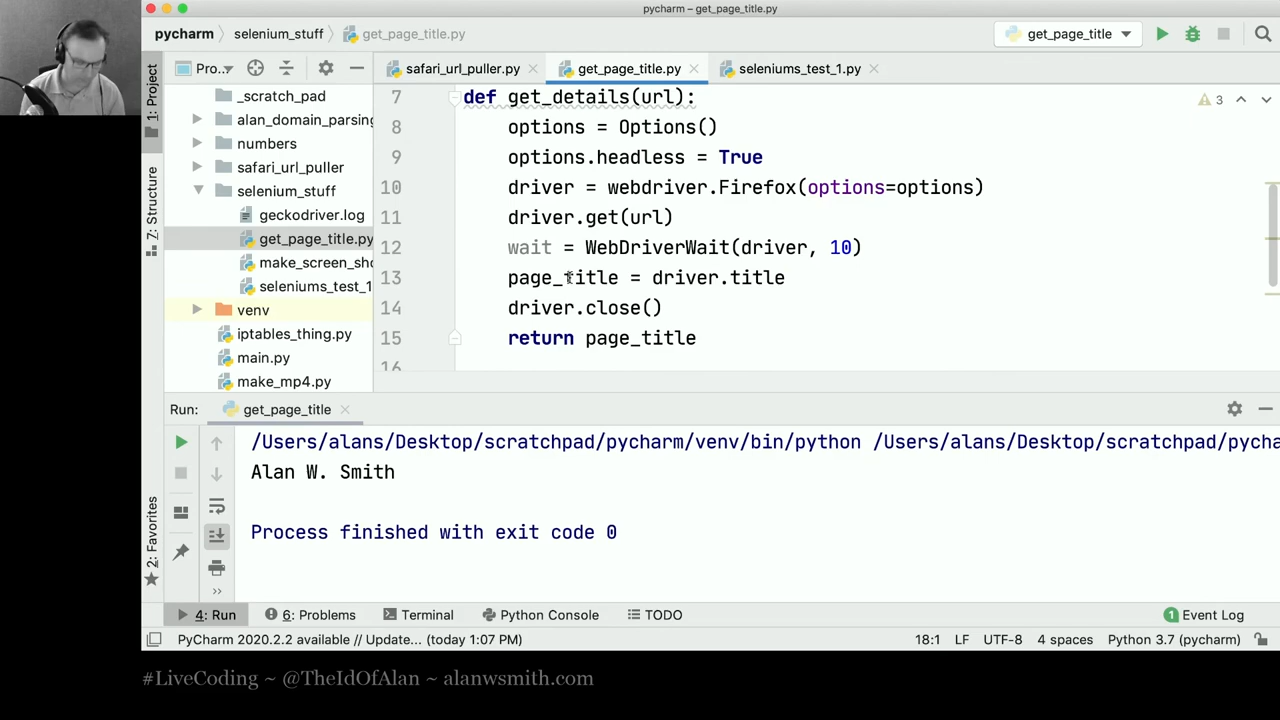 pycharm – get_page_title.py
pycharm
selenium_stuff
get_page_title.py
get_page_title
1: Project
7: Structure
2: Favorites
Pro..
safari_url_puller.py
get_page_title.py
seleniums_test_1.py
_scratch_pad
alan_domain_parsing
numbers
safari_url_puller
selenium_stuff
geckodriver.log
get_page_title.py
make_screen_sho
seleniums_test_1
venv
iptables_thing.py
main.py
make_mp4.py
3
7 def get_details(url):
8 options = Options()
9 options.headless = True
10 driver = webdriver.Firefox(options=options)
11 driver.get(url)
12 wait = WebDriverWait(driver, 10)
13 page_title = driver.title
14 driver.close()
15 return page_title
16
Run: get_page_title
/Users/alans/Desktop/scratchpad/pycharm/venv/bin/python /Users/alans/Desktop/scratchpad/pycha
Alan W. Smith
Process finished with exit code 0
>>
4: Run
6: Problems
Terminal
Python Console
TODO
1 Event Log
PyCharm 2020.2.2 available // Update... (today 1:07 PM)
18:1
LF
UTF-8
4 spaces
Python 3.7 (pycharm)
#LiveCoding ~ @TheIdOfAlan ~ alanwsmith.com